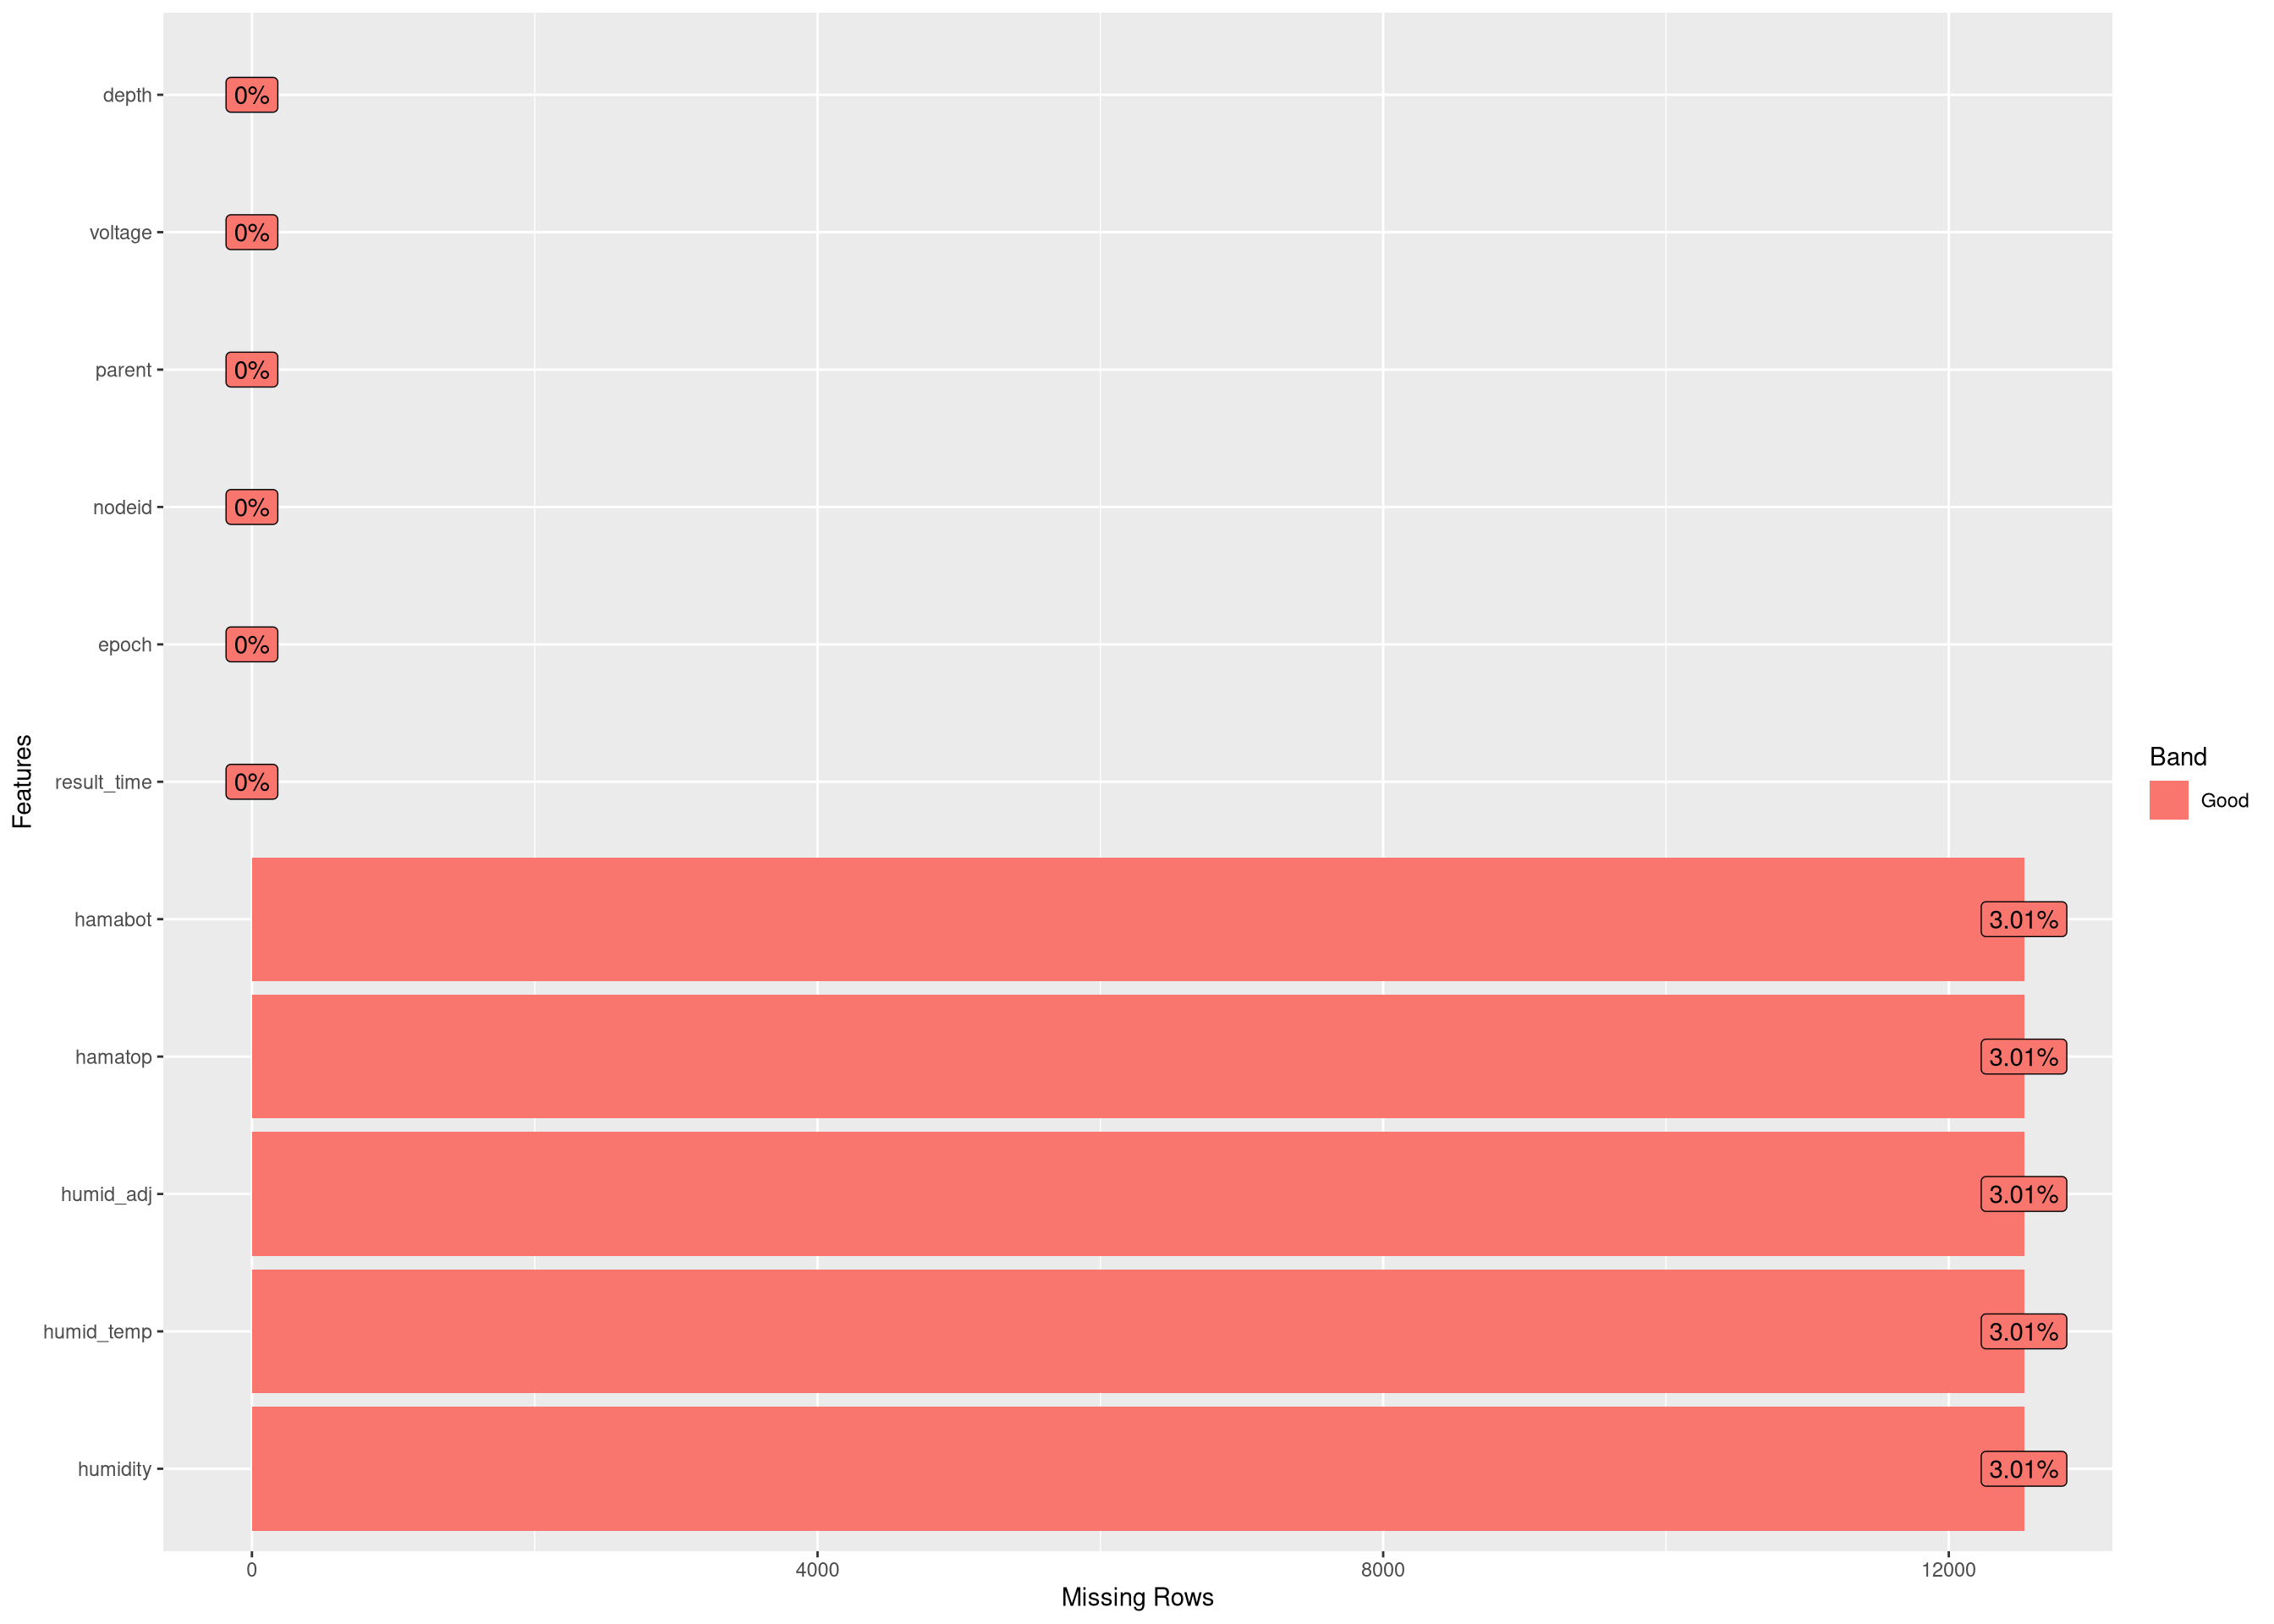 depth
0%
voltage
0%
parent
0%
nodeid
0%
epoch
0%
result_time
0%
hamabot
3.01%
hamatop
3.01%
humid_adj
3.01%
humid_temp
3.01%
humidity
3.01%
0
4000
8000
12000
Missing Rows
Features
Band
Good